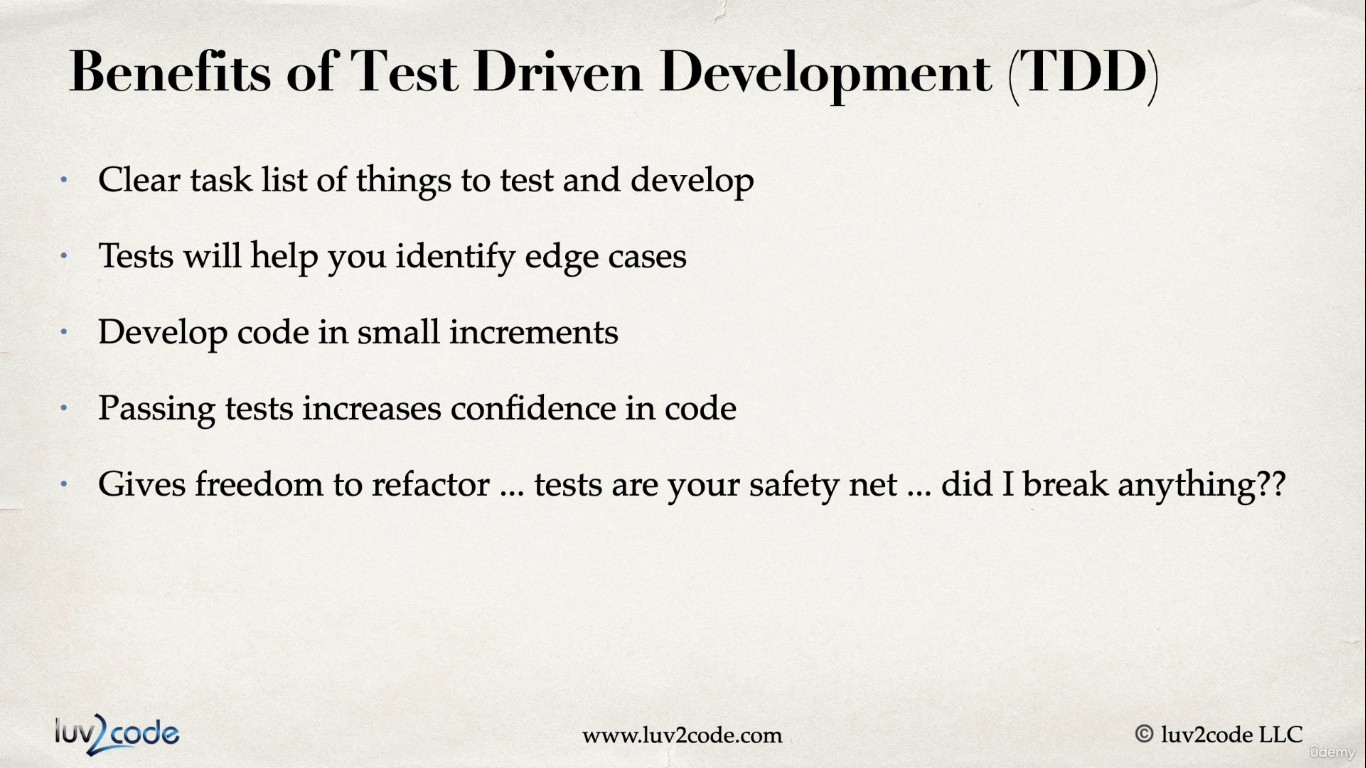 Benefits of Test Driven Development (TDD)
• Clear task list of things to test and develop
• Tests will help you identify edge cases
• Develop code in small increments
• Passing tests increases confidence in code
• Gives freedom to refactor ... tests are your safety net ... did I break anything??
luv2code
www.luv2code.com
© luv2code LLC
ûdemy